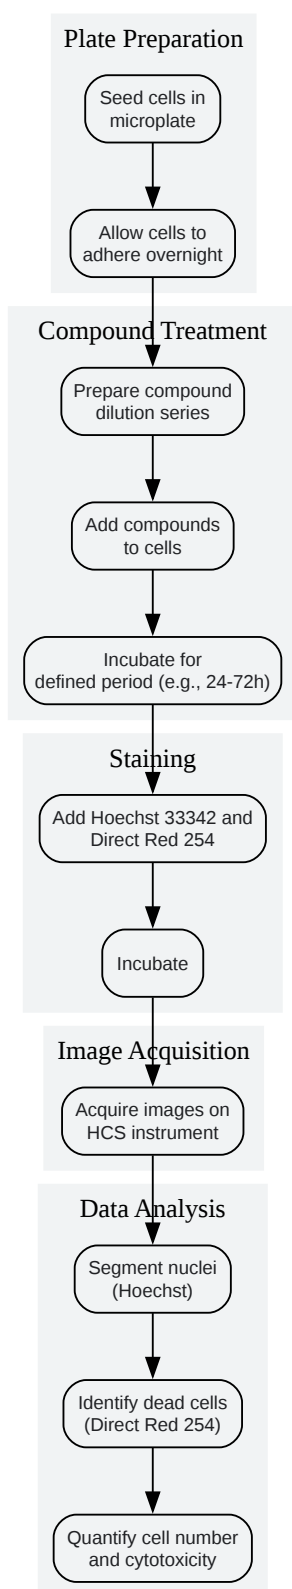 Plate Preparation
Seed cells in
microplate
Allow cells to
adhere overnight
Compound Treatment
Prepare compound
dilution series
Add compounds
to cells
Incubate for
defined period (e.g., 24-72h)
Staining
Add Hoechst 33342 and
Direct Red 254
Incubate
Image Acquisition
Acquire images on
HCS instrument
Data Analysis
Segment nuclei
(Hoechst)
Identify dead cells
(Direct Red 254)
Quantify cell number
and cytotoxicity